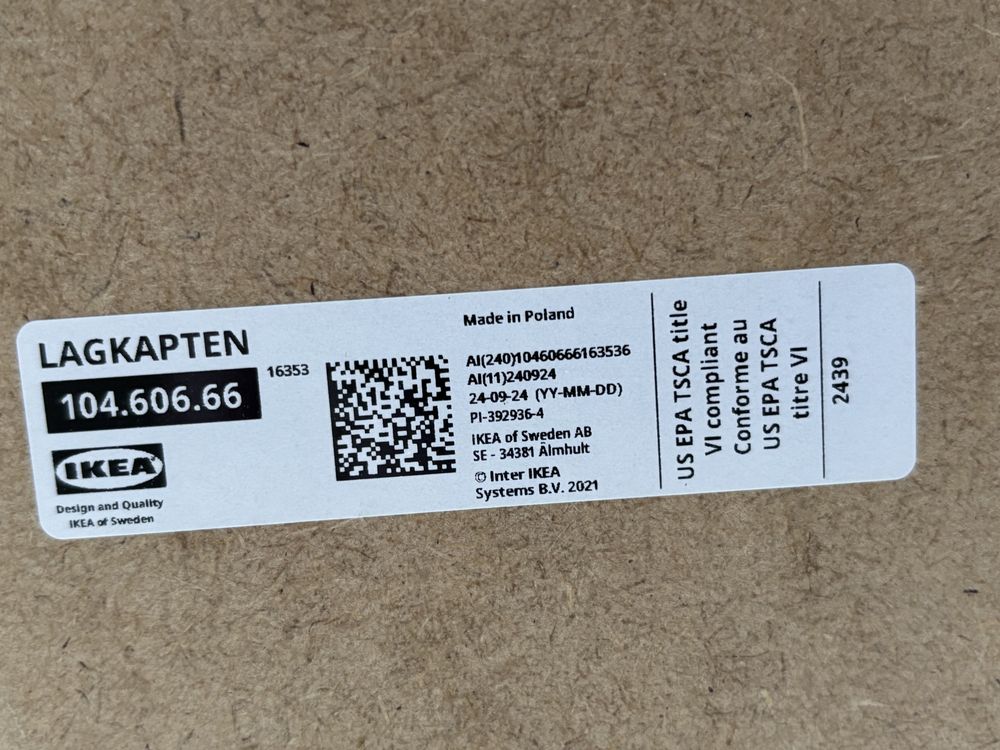 LAGKAPTEN
104.606.66
16353
IKEA
Design and Quality
IKEA of Sweden
Made in Poland
AI(240)10460666163536
AI(11)240924
24-09-24 (YY-MM-DD)
PI-392936-4
IKEA of Sweden AB
SE - 34381 Älmhult
© Inter IKEA
Systems B.V. 2021
US EPA TSCA title
VI compliant
Conforme au
US EPA TSCA
titre VI
2439